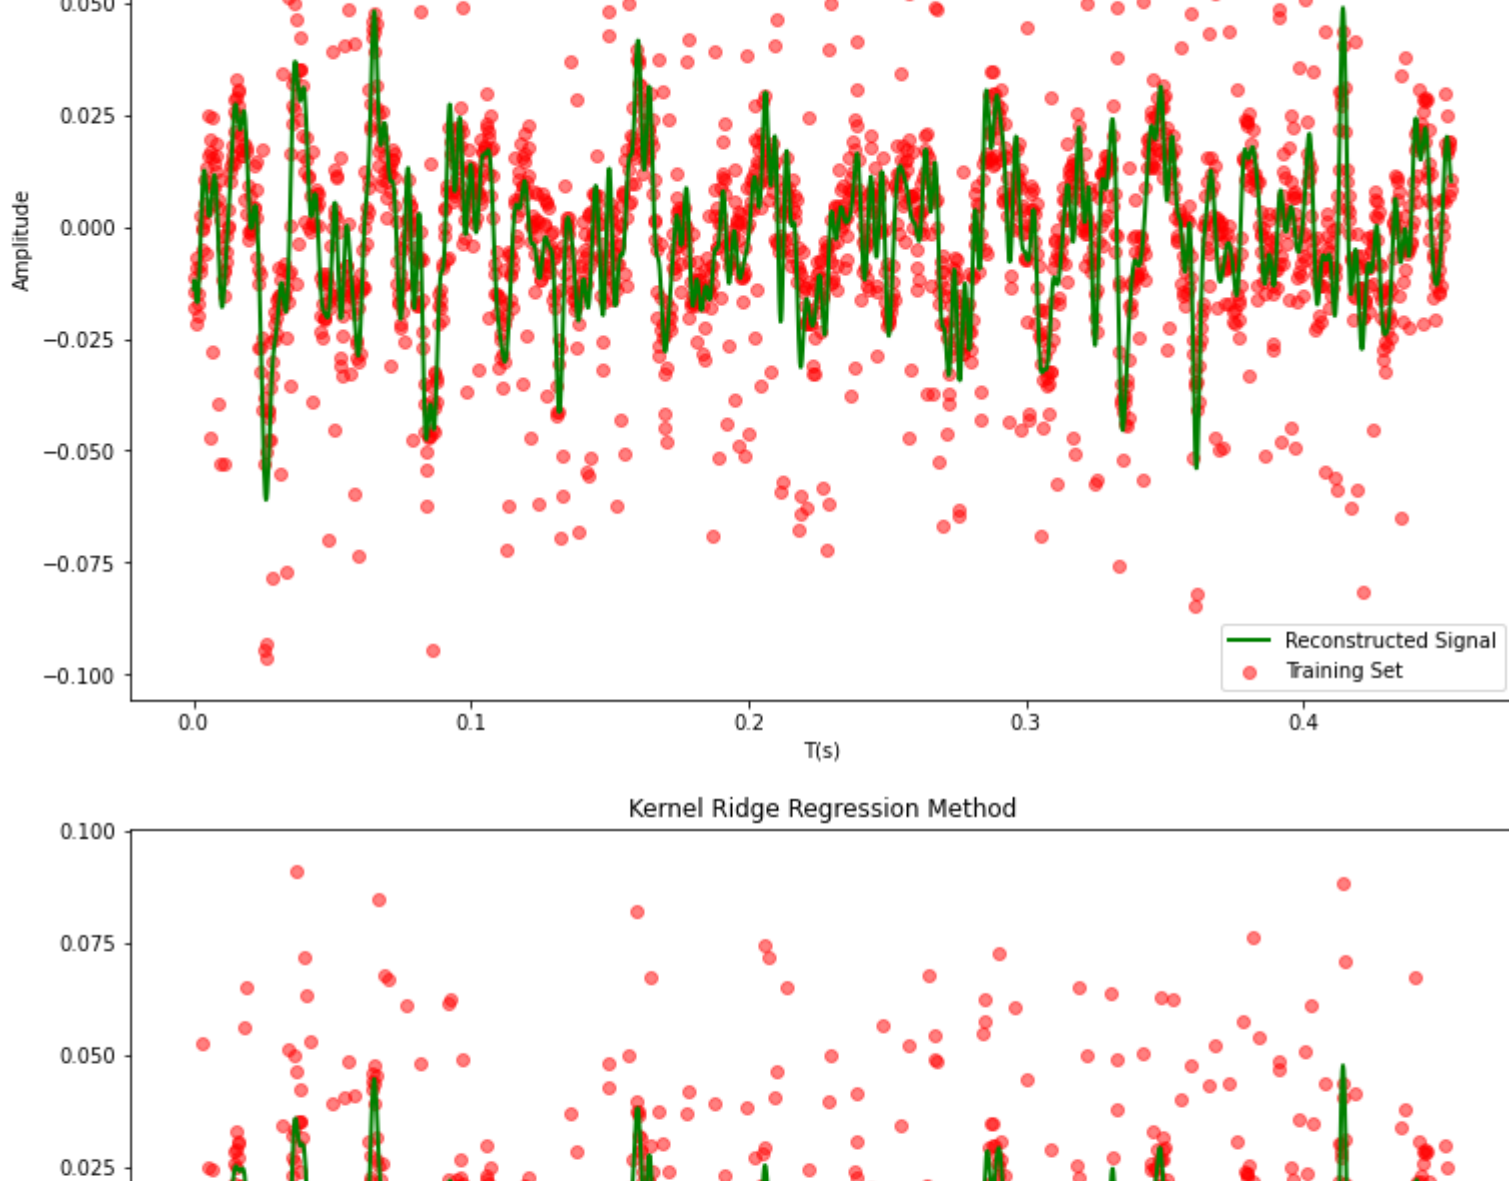 0.050
0.025
0.000
−0.025
−0.050
−0.075
−0.100
Amplitude
Reconstructed Signal
Training Set
0.0 0.1 0.2 0.3 0.4
T(s)
Kernel Ridge Regression Method
0.100
0.075
0.050
0.025